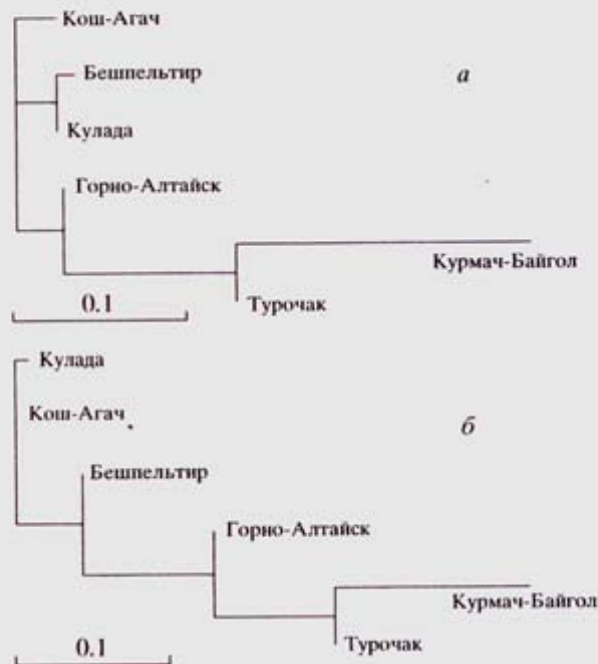 Кош-Агач
Бешпельтир
а
Кулада
Горно-Алтайск
Курмач-Байгол
0.1
Турочак
Кулада
Кош-Агач
б
Бешпельтир
Горно-Алтайск
Курмач-Байгол
0.1
Турочак